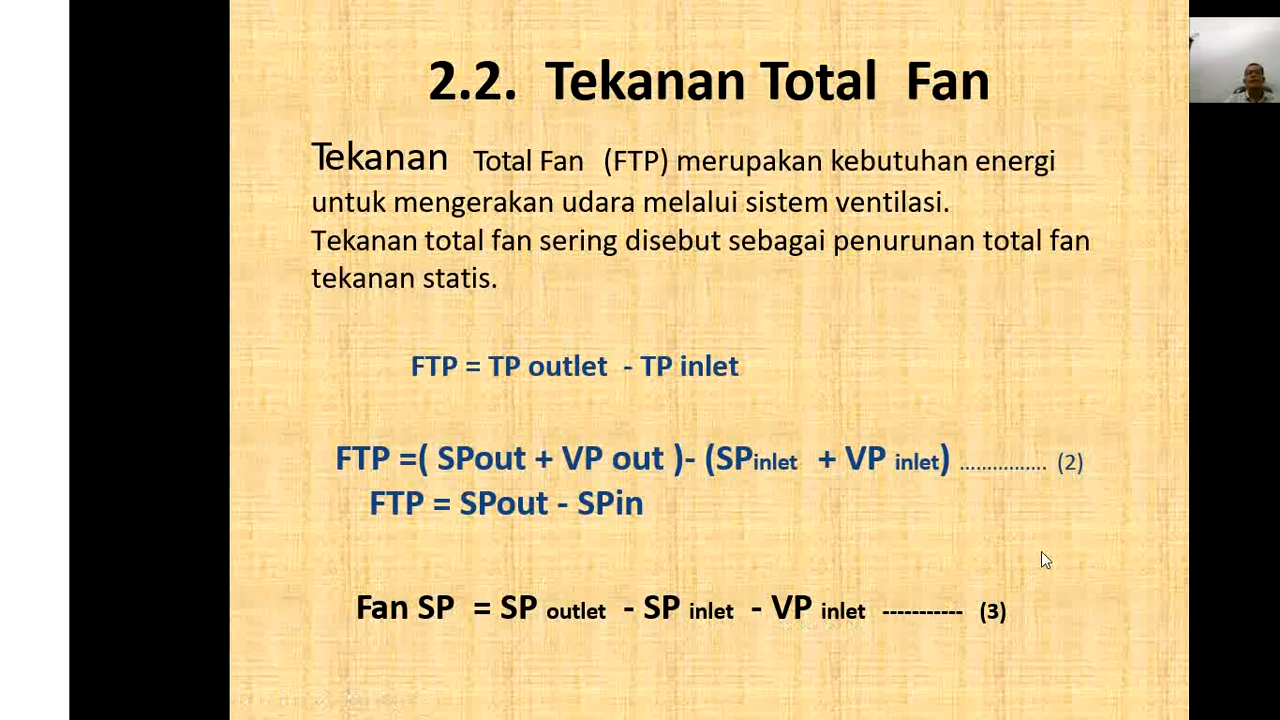 2.2. Tekanan Total Fan
Tekanan Total Fan (FTP) merupakan kebutuhan energi
untuk mengerakan udara melalui sistem ventilasi.
Tekanan total fan sering disebut sebagai penurunan total fan
tekanan statis.
FTP = TP outlet - TP inlet
FTP =( SPout + VP out )- (SPinlet + VP inlet) ................ (2)
FTP = SPout - SPin
Fan SP = SP outlet - SP inlet - VP inlet ----------- (3)